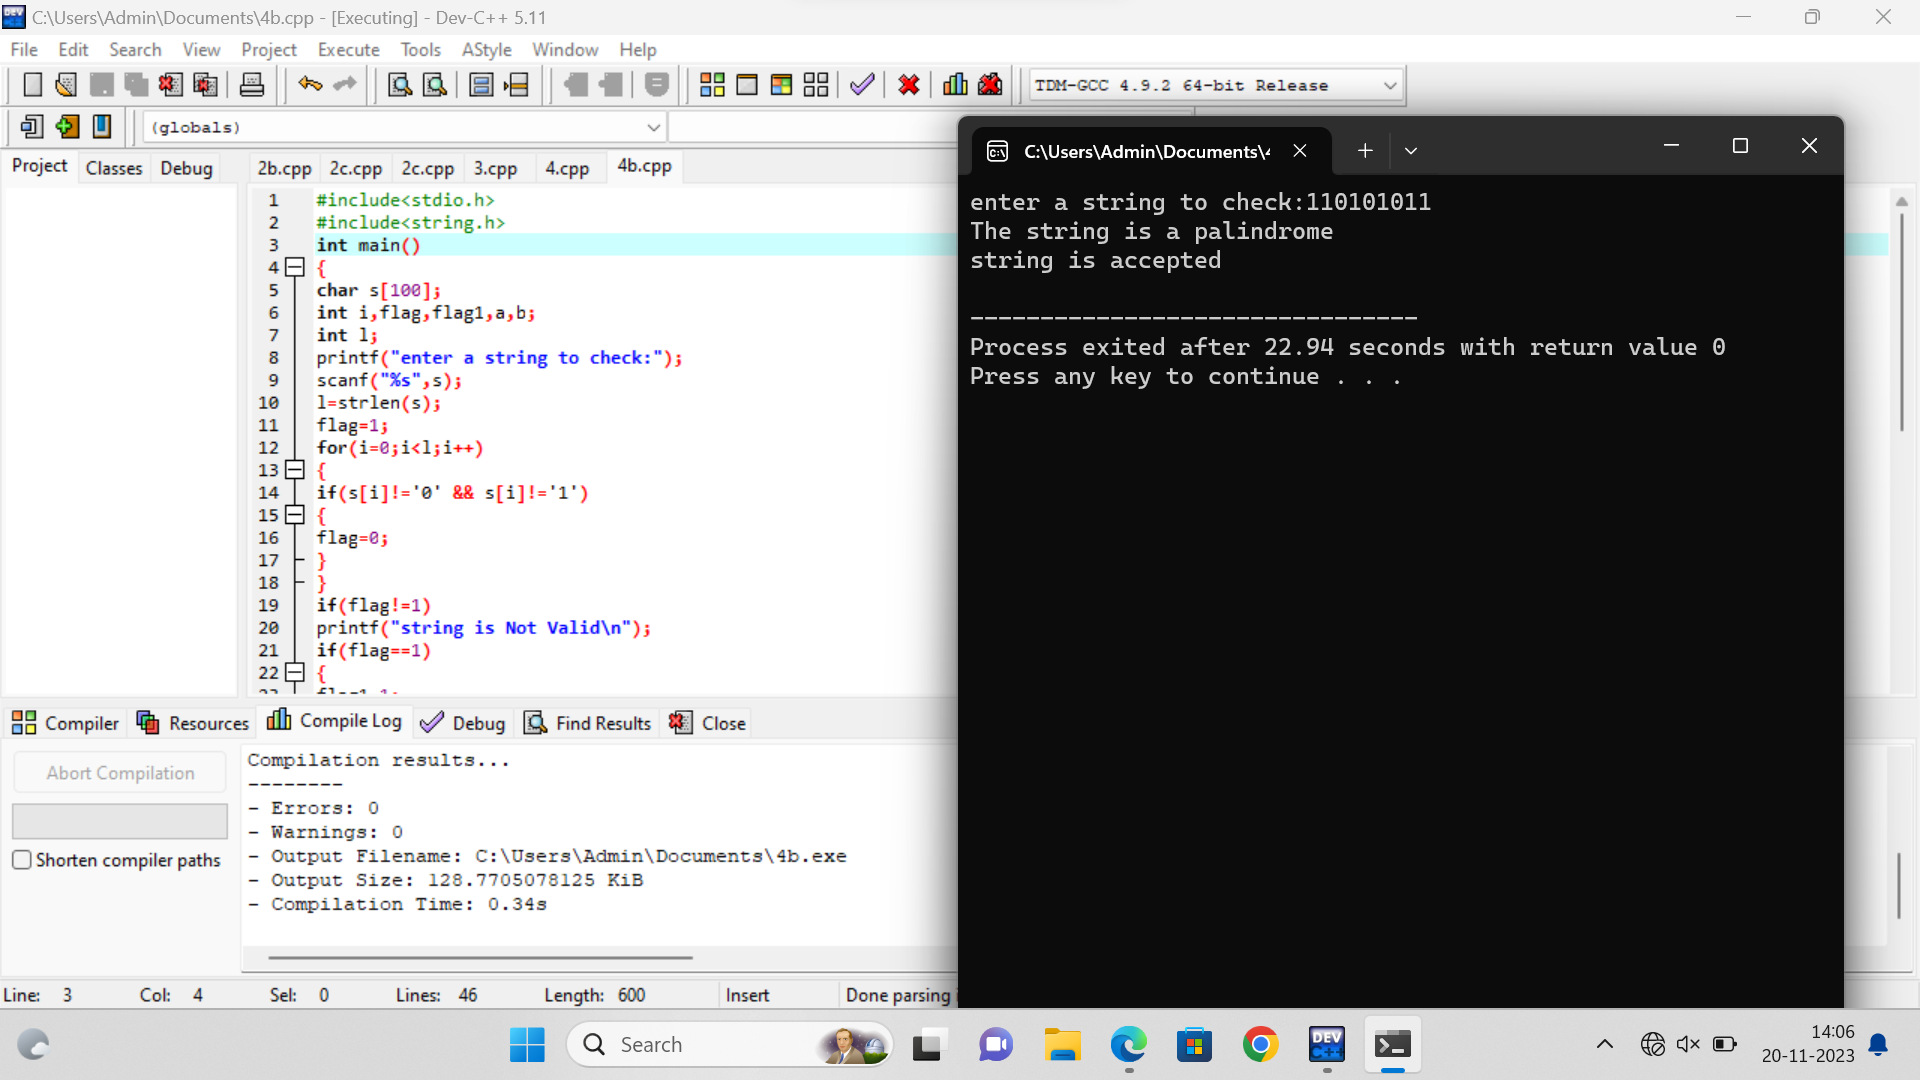 C:\Users\Admin\Documents\4b.cpp - [Executing] - Dev-C++ 5.11
File Edit Search View Project Execute Tools AStyle Window Help
TDM-GCC 4.9.2 64-bit Release
(globals)
Project Classes Debug
2b.cpp 2c.cpp 2c.cpp 3.cpp 4.cpp 4b.cpp
1 #include<stdio.h>
2 #include<string.h>
3 int main()
4 {
5 char s[100];
6 int i,flag,flag1,a,b;
7 int l;
8 printf("enter a string to check:");
9 scanf("%s",s);
10 l=strlen(s);
11 flag=1;
12 for(i=0;i<l;i++)
13 {
14 if(s[i]!='0' && s[i]!='1')
15 {
16 flag=0;
17 }
18 }
19 if(flag!=1)
20 printf("string is Not Valid\n");
21 if(flag==1)
22 {
C:\Users\Admin\Documents\4
enter a string to check:110101011
The string is a palindrome
string is accepted
--------------------------------
Process exited after 22.94 seconds with return value 0
Press any key to continue . . .
Compiler Resources Compile Log Debug Find Results Close
Abort Compilation
Shorten compiler paths
Compilation results...
--------
- Errors: 0
- Warnings: 0
- Output Filename: C:\Users\Admin\Documents\4b.exe
- Output Size: 128.7705078125 KiB
- Compilation Time: 0.34s
Line: 3 Col: 4 Sel: 0 Lines: 46 Length: 600 Insert Done parsing
Search
DEV C++
14:06
20-11-2023